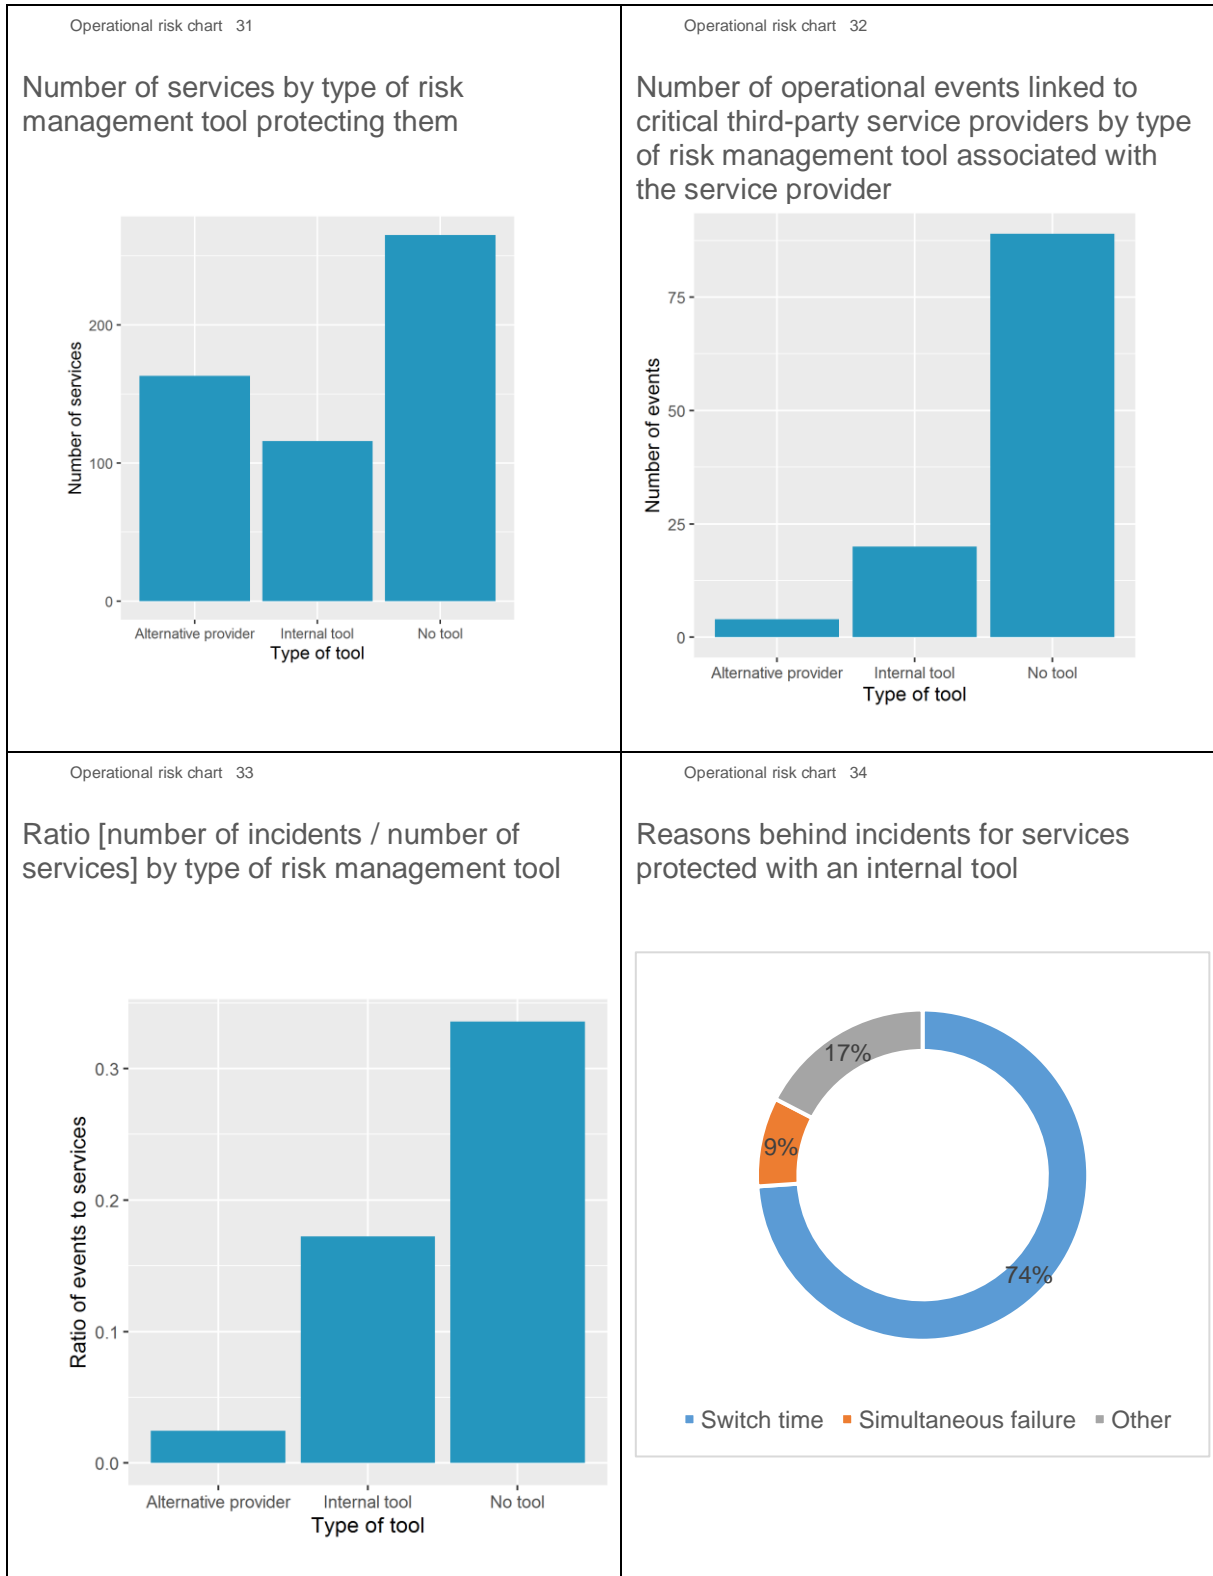 Operational risk chart 31
Number of services by type of risk
management tool protecting them
200
100
0
Number of services
Alternative provider
Internal tool
No tool
Type of tool
Operational risk chart 32
Number of operational events linked to
critical third-party service providers by type
of risk management tool associated with
the service provider
75
50
25
0
Number of events
Alternative provider
Internal tool
No tool
Type of tool
Operational risk chart 33
Ratio [number of incidents / number of
services] by type of risk management tool
0.3
0.2
0.1
0.0
Ratio of events to services
Alternative provider
Internal tool
No tool
Type of tool
Operational risk chart 34
Reasons behind incidents for services
protected with an internal tool
17%
9%
74%
Switch time
Simultaneous failure
Other